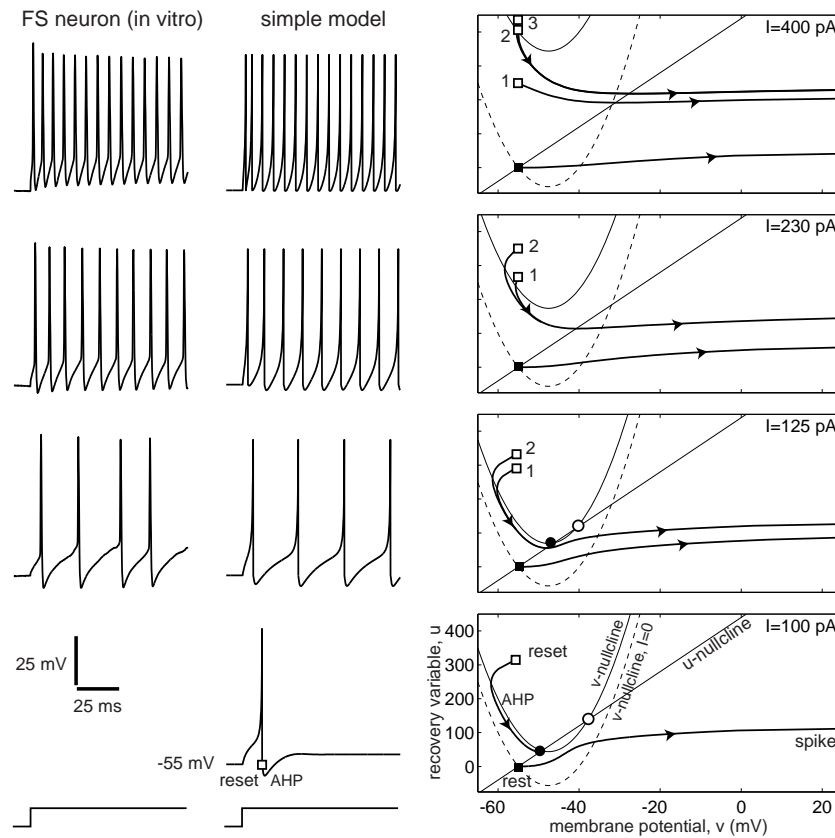 FS neuron (in vitro)
simple model
3
2
1
I=400 pA
2
1
I=230 pA
2
1
I=125 pA
25 mV
25 ms
-55 mV
reset
AHP
I=100 pA
recovery variable, u
400
300
200
100
0
reset
AHP
rest
v-nullcline
v-nullcline, I=0
u-nullcline
spike
-60
-40
-20
0
20
membrane potential, v (mV)